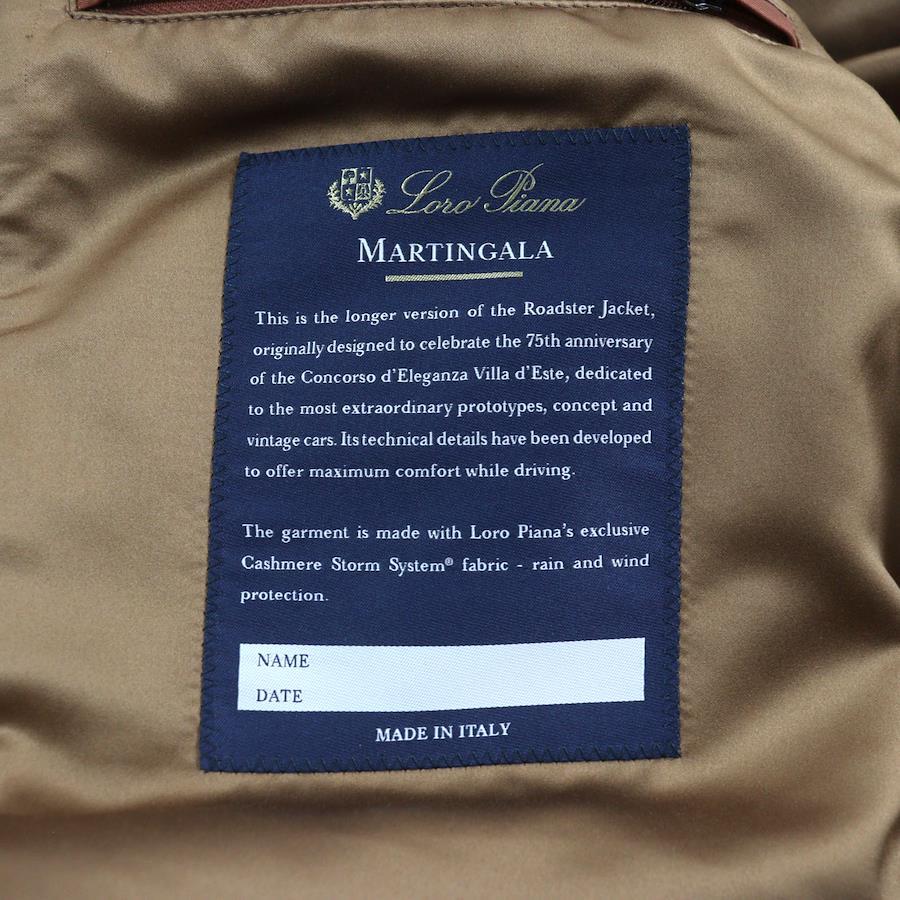 Loro Piana
MARTINGALA
This is the longer version of the Roadster Jacket,
originally designed to celebrate the 75th anniversary
of the Concorso d'Eleganza Villa d'Este, dedicated
to the most extraordinary prototypes, concept and
vintage cars. Its technical details have been developed
to offer maximum comfort while driving.
The garment is made with Loro Piana's exclusive
Cashmere Storm System® fabric - rain and wind
protection.
NAME
DATE
MADE IN ITALY